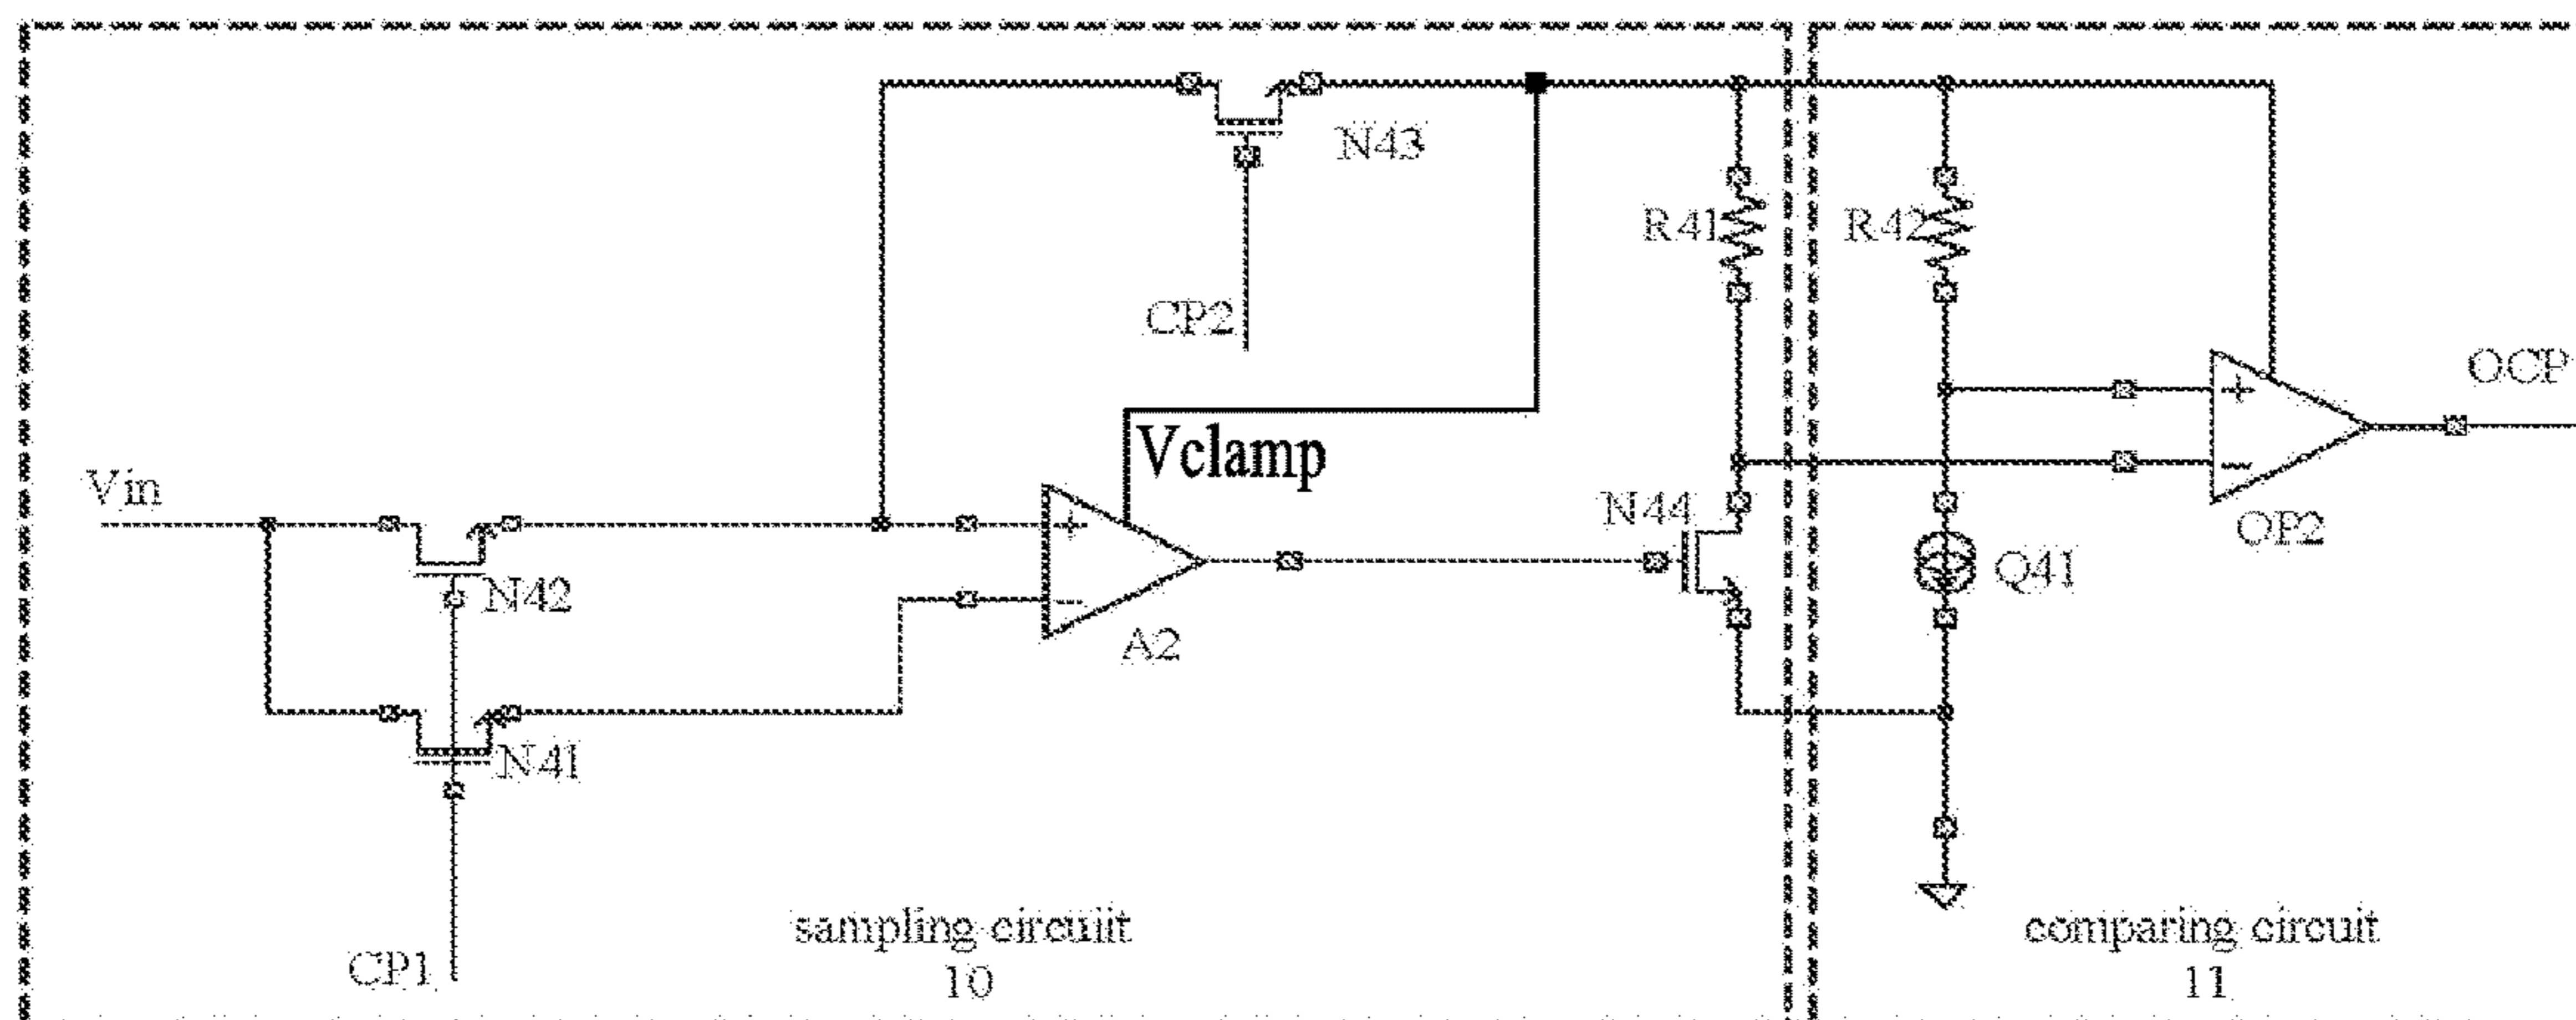 N43
R41
R42
CP2
OCP
Vclamp
Vin
+
−
+
−
N44
OP2
N42
Q41
A2
N41
sampling circuiit
10
comparing circuit
11
CP1